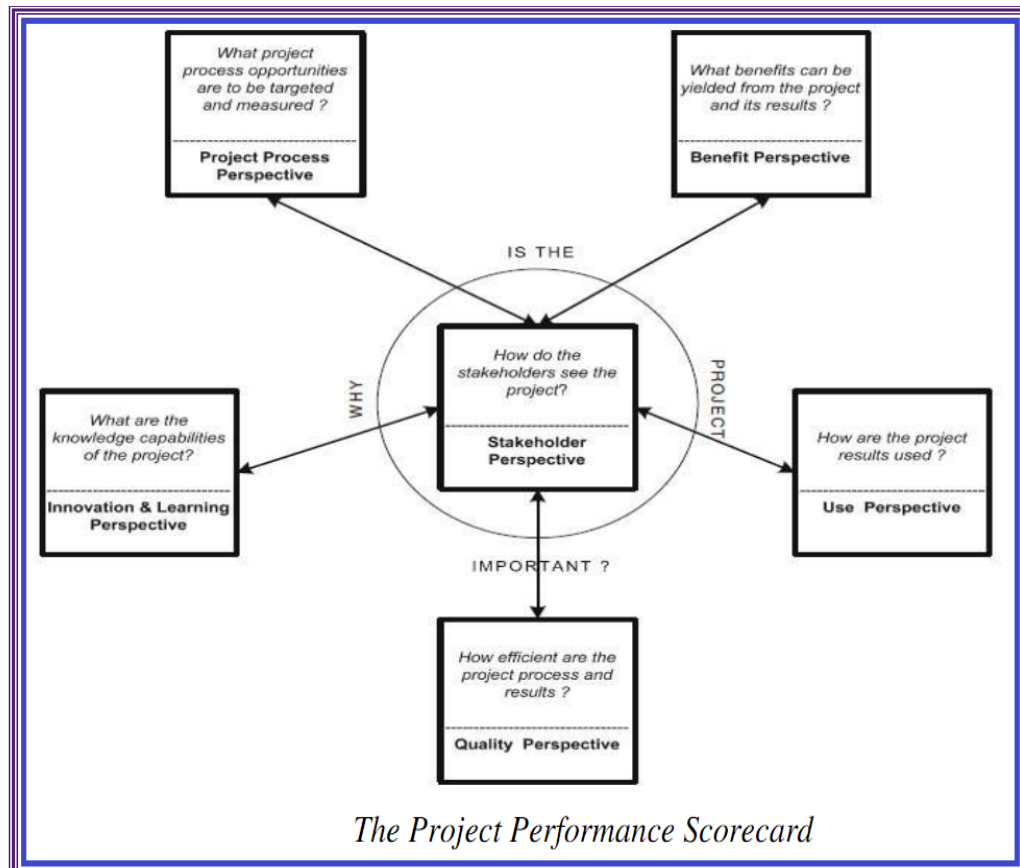 What project
process opportunities
are to be targeted
and measured ?
Project Process
Perspective
What benefits can be
yielded from the project
and its results ?
Benefit Perspective
IS THE
How do the
stakeholders see the
project?
Stakeholder
Perspective
WHY
PROJECT
What are the
knowledge capabilities
of the project?
Innovation & Learning
Perspective
How are the project
results used ?
Use Perspective
IMPORTANT ?
How efficient are the
project process and
results ?
Quality Perspective
The Project Performance Scorecard